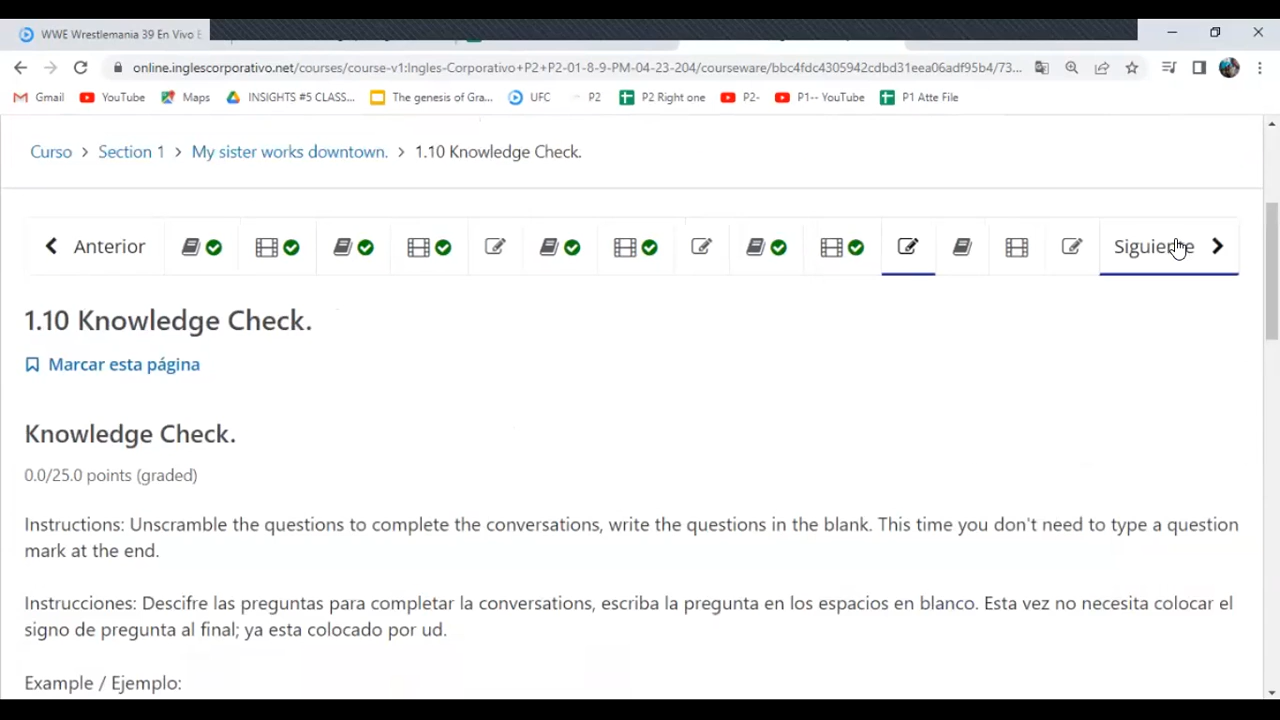 WWE Wrestlemania 39 En Vivo E
online.inglescorporativo.net/courses/course-v1:Ingles-Corporativo+P2+P2-01-8-9-PM-04-23-204/courseware/bbc4fdc4305942cdbd31eea06adf95b4/73...
Gmail YouTube Maps INSIGHTS #5 CLASS... The genesis of Gra... UFC P2 P2 Right one P2- P1-- YouTube P1 Atte File
Curso > Section 1 > My sister works downtown. > 1.10 Knowledge Check.
Anterior Siguiente
1.10 Knowledge Check.
Marcar esta página
Knowledge Check.
0.0/25.0 points (graded)
Instructions: Unscramble the questions to complete the conversations, write the questions in the blank. This time you don't need to type a question
mark at the end.
Instrucciones: Descifre las preguntas para completar la conversations, escriba la pregunta en los espacios en blanco. Esta vez no necesita colocar el
signo de pregunta al final; ya esta colocado por ud.
Example / Ejemplo: